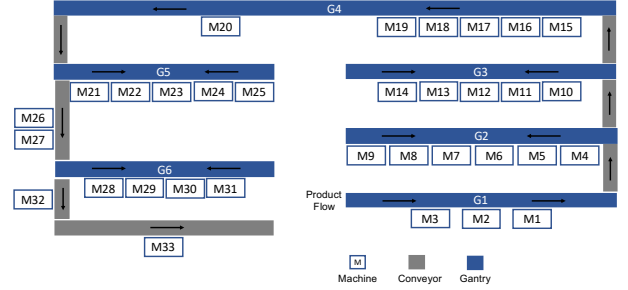 G4
M20
M19 M18 M17 M16 M15
G5
M21 M22 M23 M24 M25
G3
M14 M13 M12 M11 M10
M26
M27
G2
M9 M8 M7 M6 M5 M4
G6
M28 M29 M30 M31
M32
Product
Flow
G1
M3 M2 M1
M33
M
Machine Conveyor Gantry